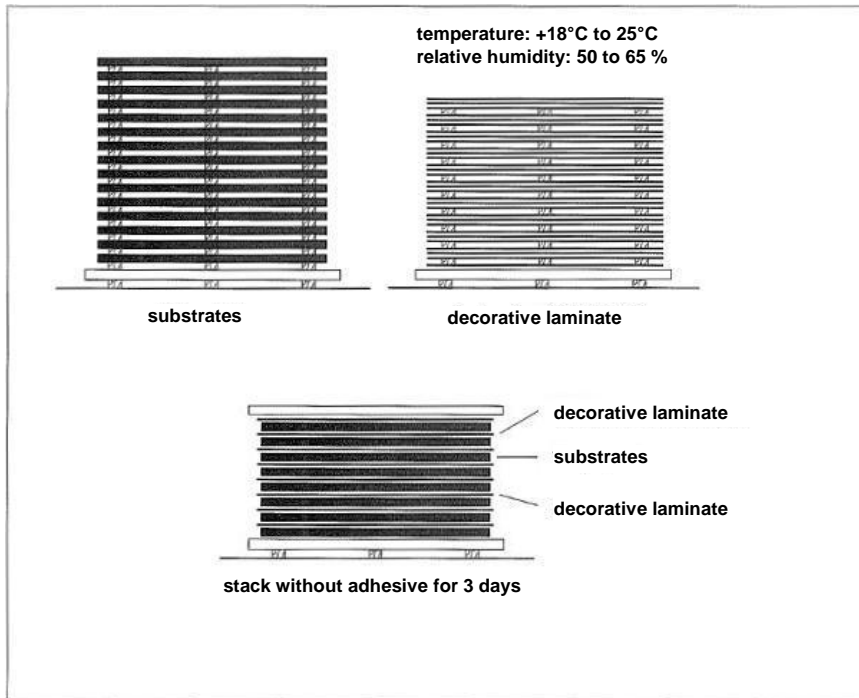 temperature: +18°C to 25°C
relative humidity: 50 to 65 %
substrates
decorative laminate
decorative laminate
substrates
decorative laminate
stack without adhesive for 3 days